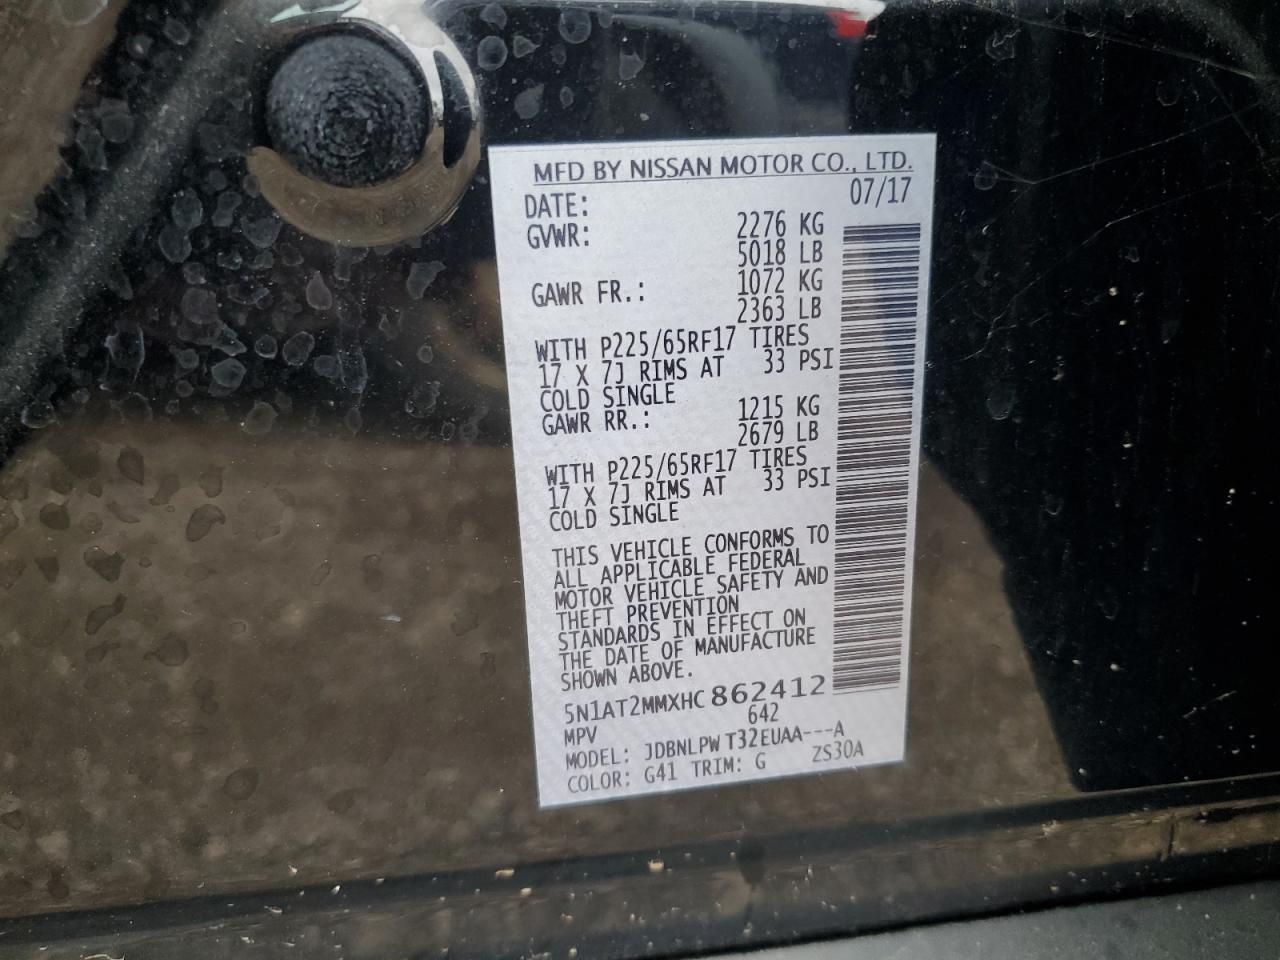 MFD BY NISSAN MOTOR CO., LTD.
DATE: 07/17
GVWR: 2276 KG
5018 LB
GAWR FR.: 1072 KG
2363 LB
WITH P225/65RF17 TIRES
17 X 7J RIMS AT 33 PSI
COLD SINGLE
GAWR RR.: 1215 KG
2679 LB
WITH P225/65RF17 TIRES
17 X 7J RIMS AT 33 PSI
COLD SINGLE
THIS VEHICLE CONFORMS TO
ALL APPLICABLE FEDERAL
MOTOR VEHICLE SAFETY AND
THEFT PREVENTION
STANDARDS IN EFFECT ON
THE DATE OF MANUFACTURE
SHOWN ABOVE.
5N1AT2MMXHC862412
MPV 642
MODEL: JDBNLPW T32EUAA---A
COLOR: G41 TRIM: G ZS30A